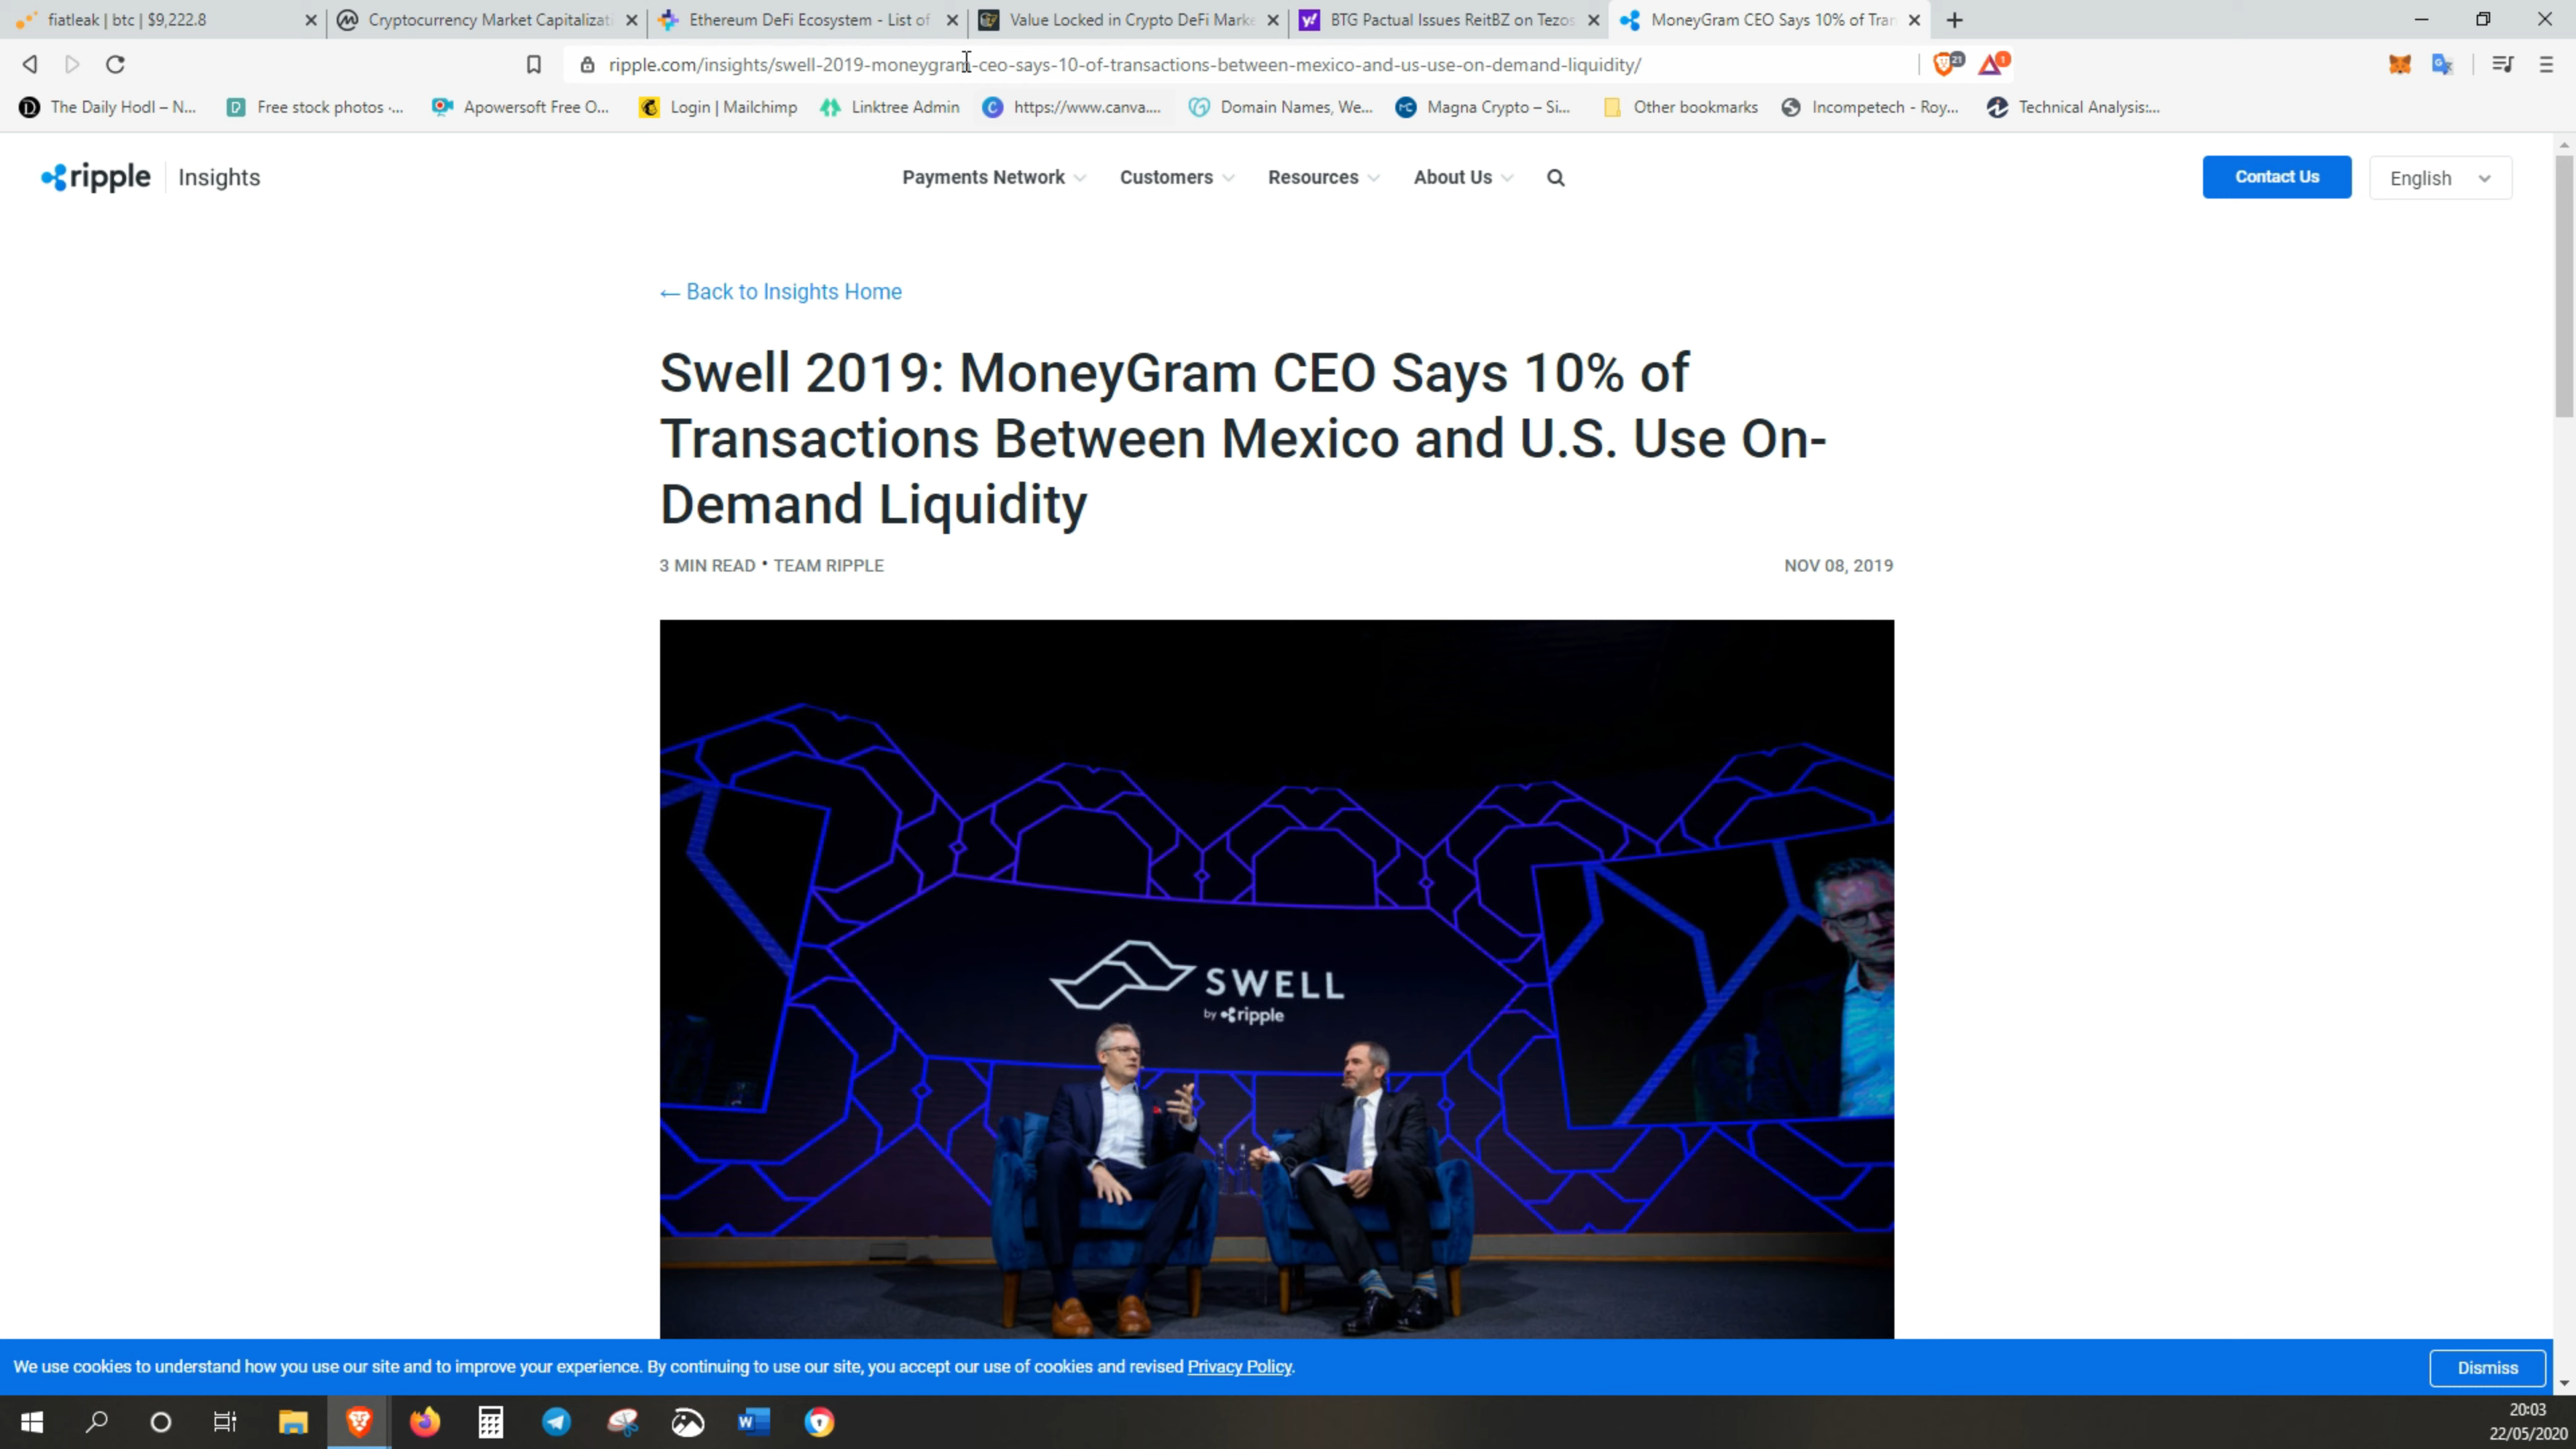 fiatleak | btc | $9,222.8
Cryptocurrency Market Capitalizati
Ethereum DeFi Ecosystem - List of
Value Locked in Crypto DeFi Marke
BTG Pactual Issues ReitBZ on Tezos
MoneyGram CEO Says 10% of Tran
ripple.com/insights/swell-2019-moneygram-ceo-says-10-of-transactions-between-mexico-and-us-use-on-demand-liquidity/
21
1
The Daily Hodl – N...
Free stock photos ·...
Apowersoft Free O...
Login | Mailchimp
Linktree Admin
https://www.canva....
Domain Names, We...
Magna Crypto – Si...
Other bookmarks
Incompetech - Roy...
Technical Analysis:...
ripple Insights
Payments Network
Customers
Resources
About Us
Contact Us
English
← Back to Insights Home
Swell 2019: MoneyGram CEO Says 10% of
Transactions Between Mexico and U.S. Use On-
Demand Liquidity
3 MIN READ • TEAM RIPPLE
NOV 08, 2019
SWELL
by ripple
We use cookies to understand how you use our site and to improve your experience. By continuing to use our site, you accept our use of cookies and revised Privacy Policy.
Dismiss
20:03
22/05/2020